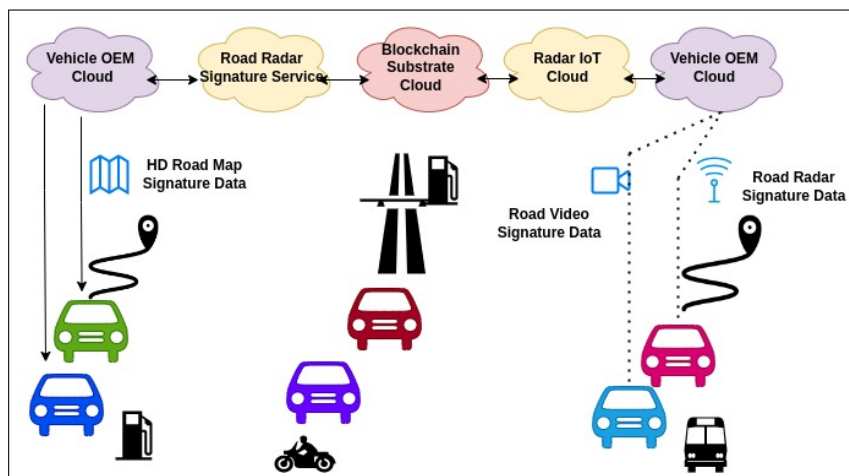 Vehicle OEM
Cloud
Road Radar
Signature Service
Blockchain
Substrate
Cloud
Radar IoT
Cloud
Vehicle OEM
Cloud
HD Road Map
Signature Data
Road Video
Signature Data
Road Radar
Signature Data